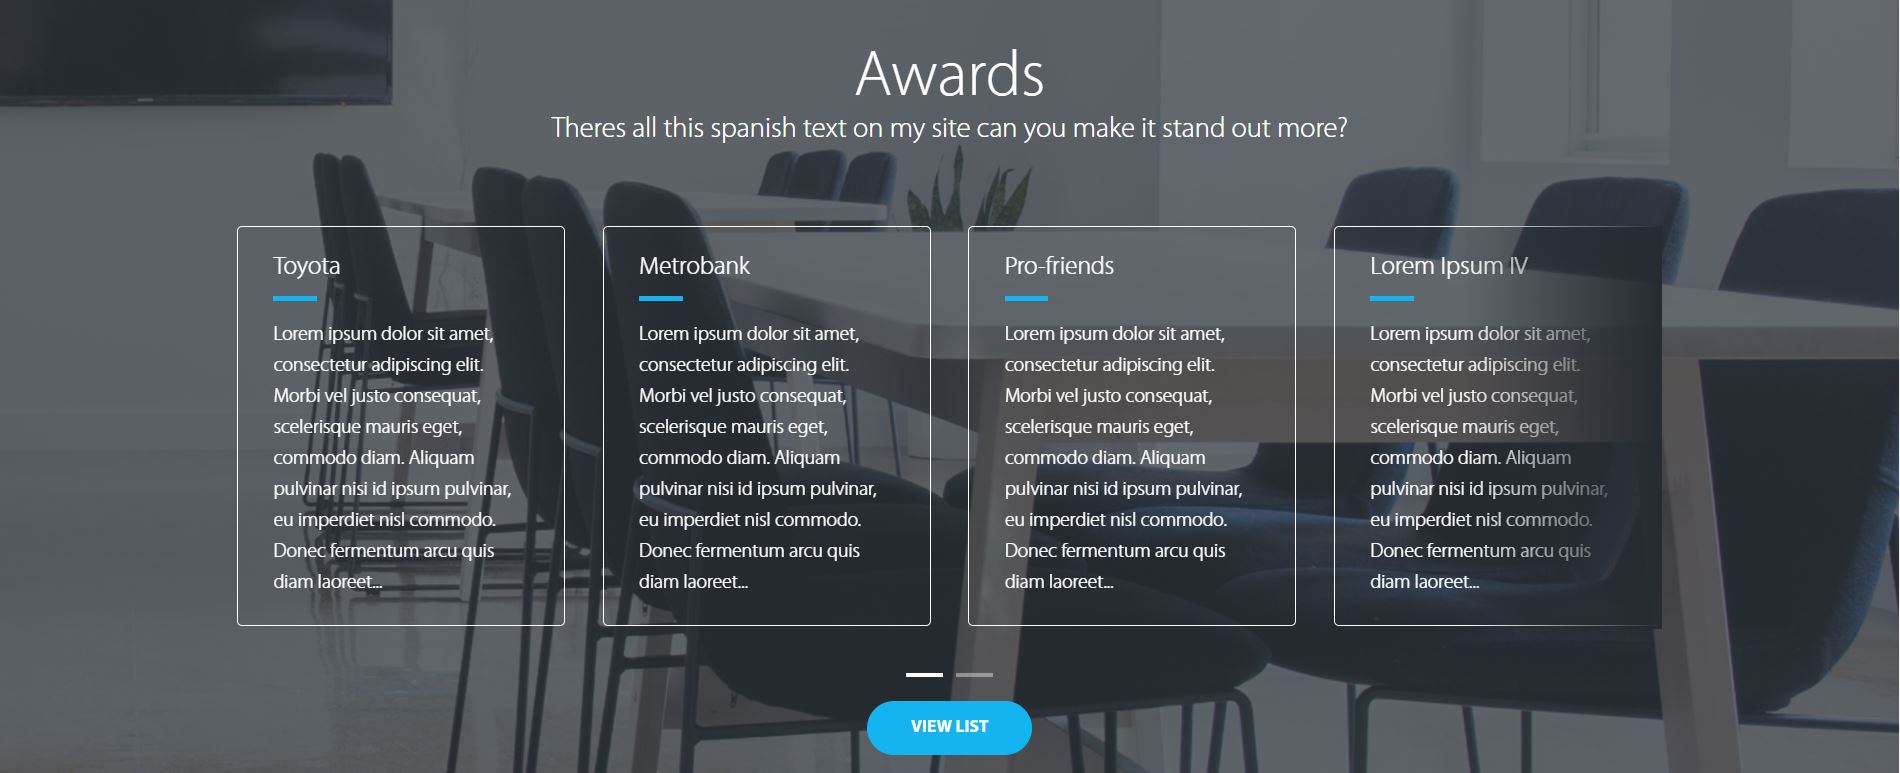 Awards
Theres all this spanish text on my site can you make it stand out more?
Toyota
Lorem ipsum dolor sit amet,
consectetur adipiscing elit.
Morbi vel justo consequat,
scelerisque mauris eget,
commodo diam. Aliquam
pulvinar nisi id ipsum pulvinar,
eu imperdiet nisl commodo.
Donec fermentum arcu quis
diam laoreet...
Metrobank
Lorem ipsum dolor sit amet,
consectetur adipiscing elit.
Morbi vel justo consequat,
scelerisque mauris eget,
commodo diam. Aliquam
pulvinar nisi id ipsum pulvinar,
eu imperdiet nisl commodo.
Donec fermentum arcu quis
diam laoreet...
Pro-friends
Lorem ipsum dolor sit amet,
consectetur adipiscing elit.
Morbi vel justo consequat,
scelerisque mauris eget,
commodo diam. Aliquam
pulvinar nisi id ipsum pulvinar,
eu imperdiet nisl commodo.
Donec fermentum arcu quis
diam laoreet...
Lorem Ipsum IV
Lorem ipsum dolor sit amet,
consectetur adipiscing elit.
Morbi vel justo consequat,
scelerisque mauris eget,
commodo diam. Aliquam
pulvinar nisi id ipsum pulvinar,
eu imperdiet nisl commodo.
Donec fermentum arcu quis
diam laoreet...
VIEW LIST